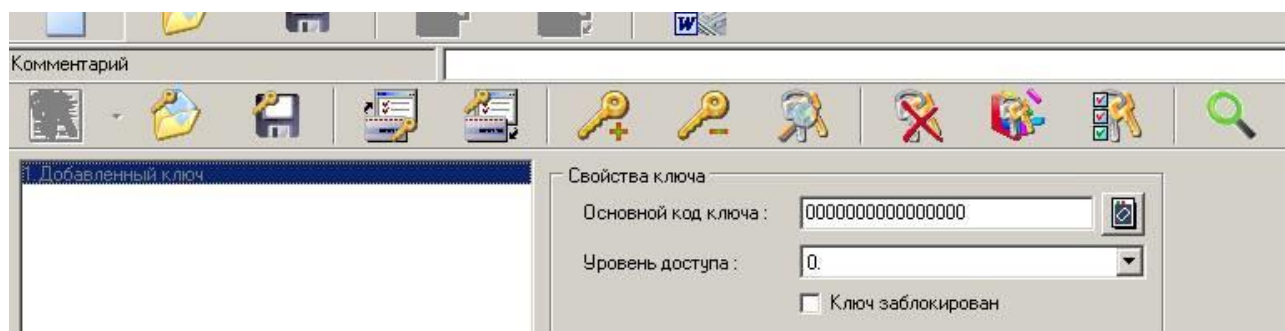 Комментарий
1. Добавленный ключ
Свойства ключа
Основной код ключа :
0000000000000000
Уровень доступа :
0.
Ключ заблокирован